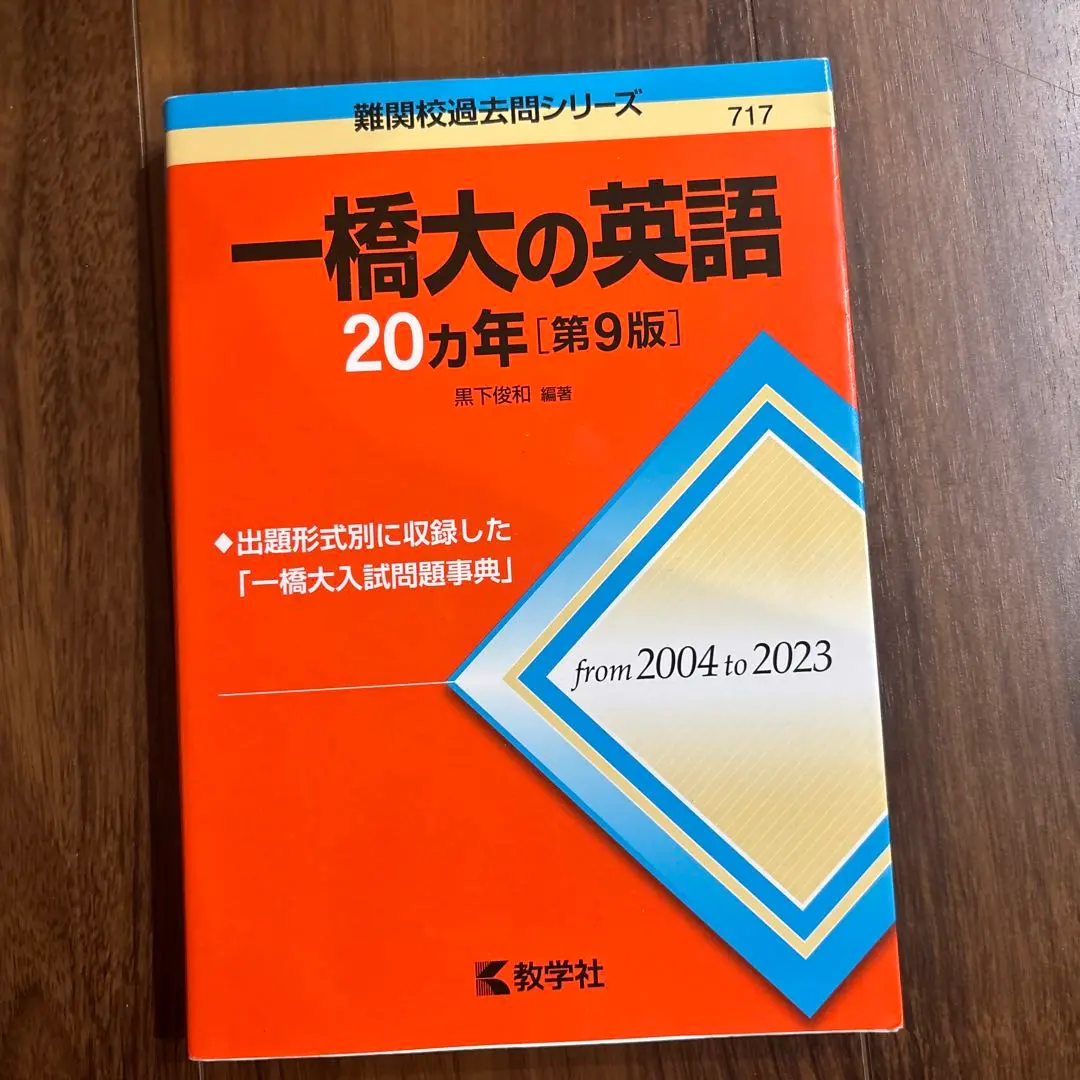 難関校過去問シリーズ
717
一橋大の英語
20ヵ年[第9版]
黒下俊和 編著
◆出題形式別に収録した
「一橋大入試問題事典」
from 2004 to 2023
教学社